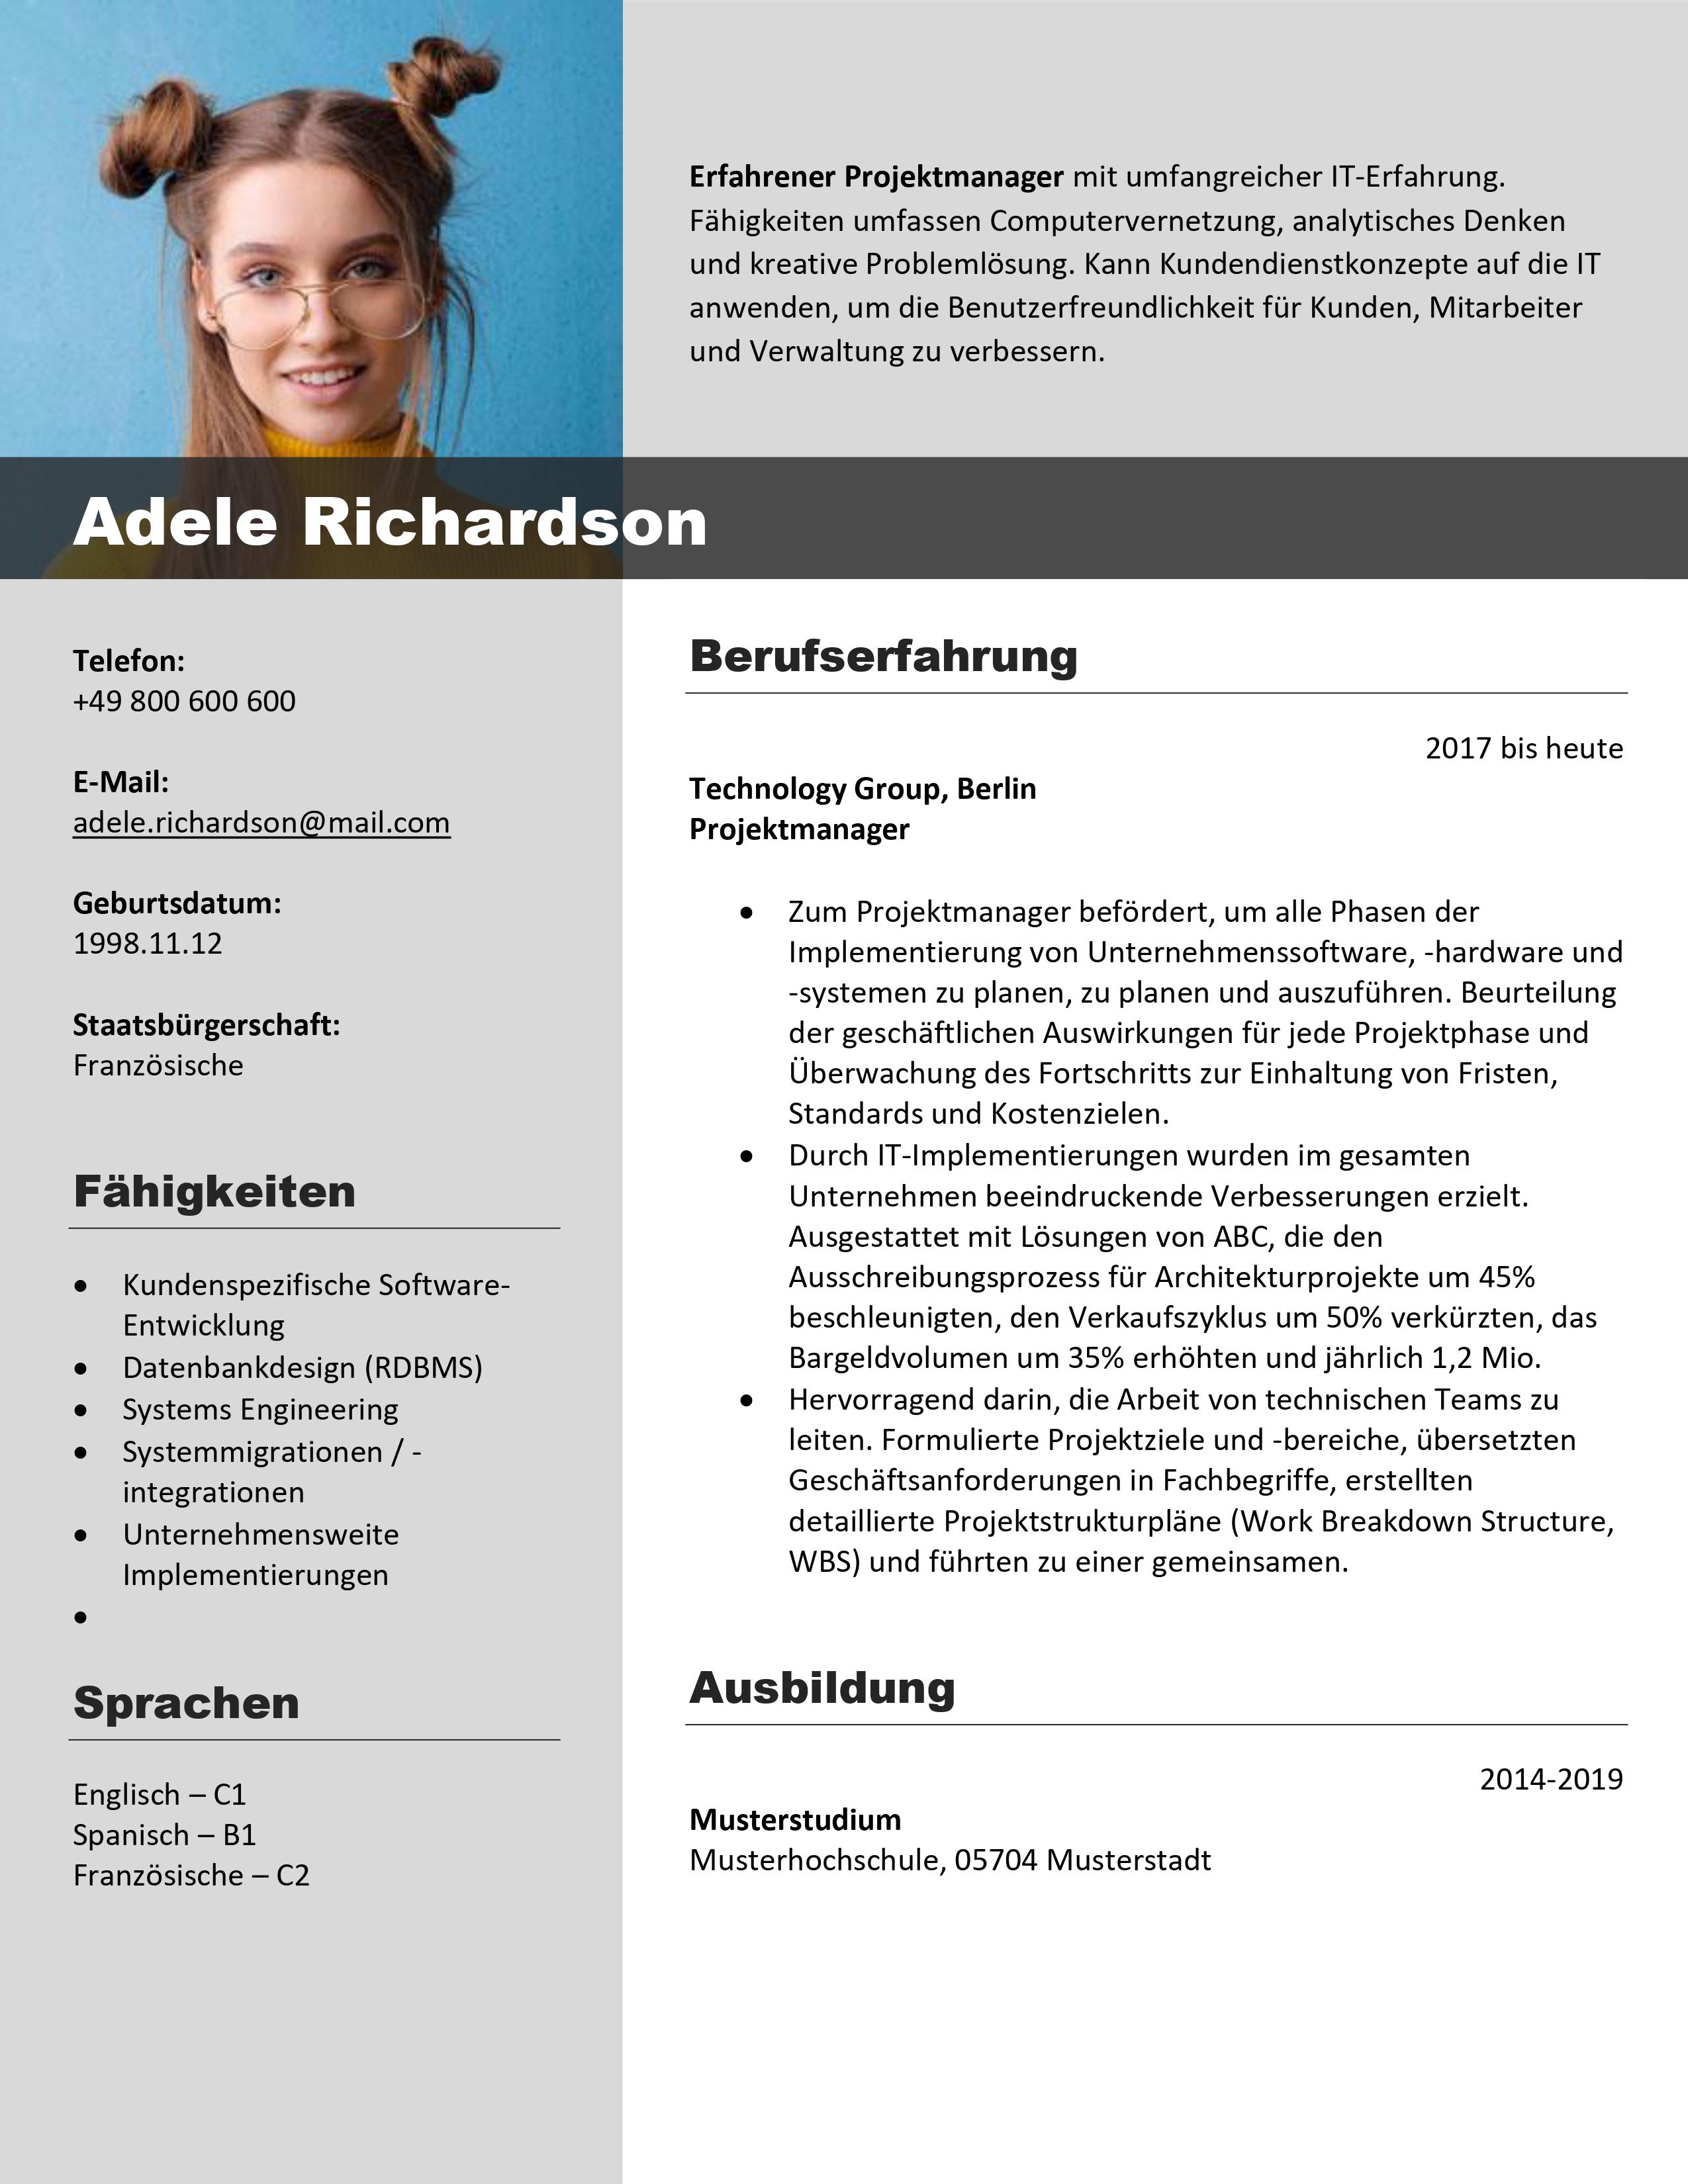 Erfahrener Projektmanager mit umfangreicher IT-Erfahrung.
Fähigkeiten umfassen Computervernetzung, analytisches Denken
und kreative Problemlösung. Kann Kundendienstkonzepte auf die IT
anwenden, um die Benutzerfreundlichkeit für Kunden, Mitarbeiter
und Verwaltung zu verbessern.
Adele Richardson
Telefon:
+49 800 600 600
E-Mail:
adele.richardson@mail.com
Geburtsdatum:
1998.11.12
Staatsbürgerschaft:
Französische
Fähigkeiten
• Kundenspezifische Software-
Entwicklung
• Datenbankdesign (RDBMS)
• Systems Engineering
• Systemmigrationen / -
integrationen
• Unternehmensweite
Implementierungen
•
Sprachen
Englisch – C1
Spanisch – B1
Französische – C2
Berufserfahrung
2017 bis heute
Technology Group, Berlin
Projektmanager
• Zum Projektmanager befördert, um alle Phasen der
Implementierung von Unternehmenssoftware, -hardware und
-systemen zu planen, zu planen und auszuführen. Beurteilung
der geschäftlichen Auswirkungen für jede Projektphase und
Überwachung des Fortschritts zur Einhaltung von Fristen,
Standards und Kostenzielen.
• Durch IT-Implementierungen wurden im gesamten
Unternehmen beeindruckende Verbesserungen erzielt.
Ausgestattet mit Lösungen von ABC, die den
Ausschreibungsprozess für Architekturprojekte um 45%
beschleunigten, den Verkaufszyklus um 50% verkürzten, das
Bargeldvolumen um 35% erhöhten und jährlich 1,2 Mio.
• Hervorragend darin, die Arbeit von technischen Teams zu
leiten. Formulierte Projektziele und -bereiche, übersetzten
Geschäftsanforderungen in Fachbegriffe, erstellten
detaillierte Projektstrukturpläne (Work Breakdown Structure,
WBS) und führten zu einer gemeinsamen.
Ausbildung
2014-2019
Musterstudium
Musterhochschule, 05704 Musterstadt